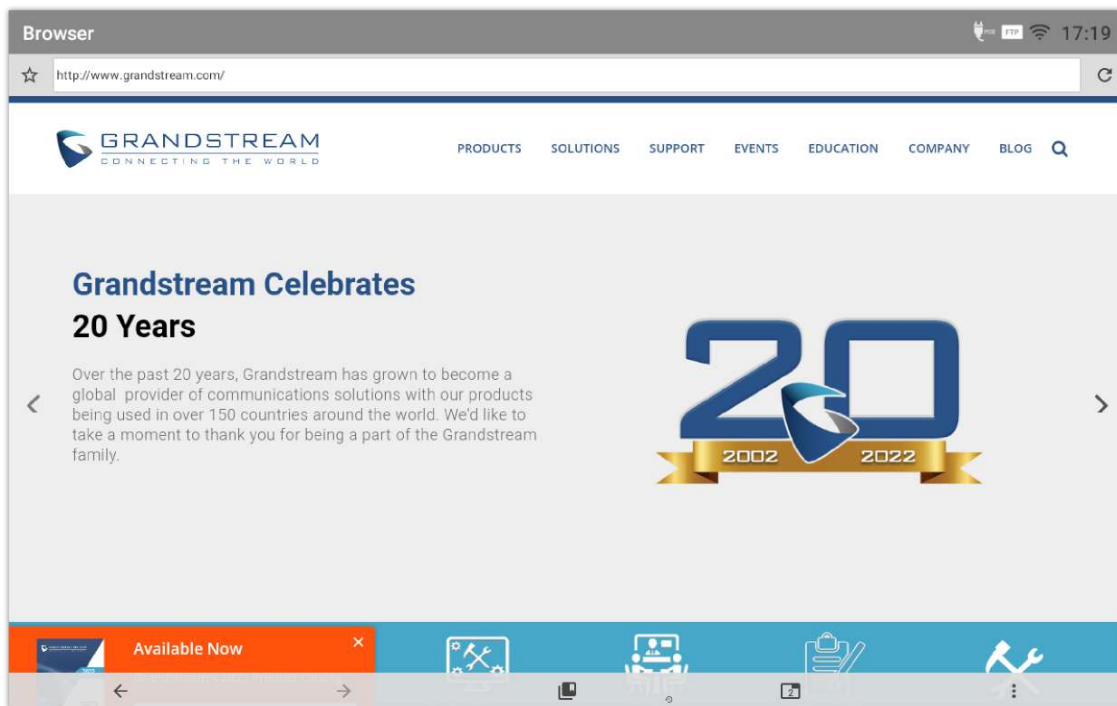 Browser
FTP 17:19
http://www.grandstream.com/
GRANDSTREAM
CONNECTING THE WORLD
PRODUCTS SOLUTIONS SUPPORT EVENTS EDUCATION COMPANY BLOG
Grandstream Celebrates
20 Years
Over the past 20 years, Grandstream has grown to become a
global provider of communications solutions with our products
being used in over 150 countries around the world. We'd like to
take a moment to thank you for being a part of the Grandstream
family.
20
2002 2022
Available Now
2